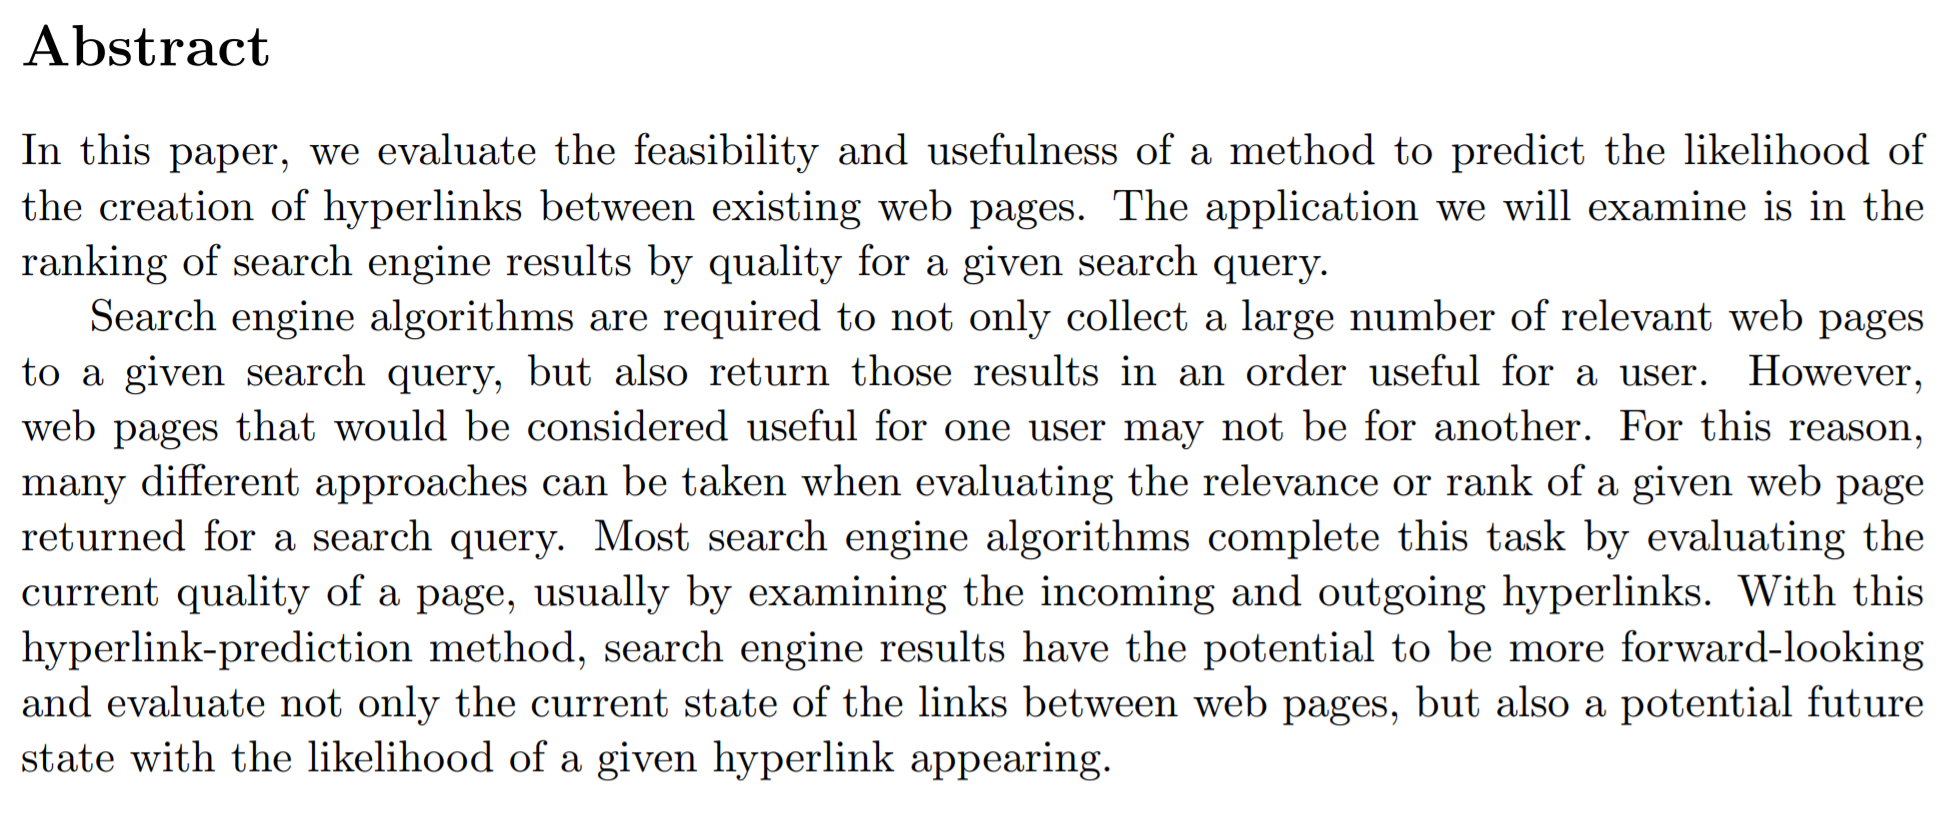 Abstract
In this paper, we evaluate the feasibility and usefulness of a method to predict the likelihood of
the creation of hyperlinks between existing web pages. The application we will examine is in the
ranking of search engine results by quality for a given search query.
Search engine algorithms are required to not only collect a large number of relevant web pages
to a given search query, but also return those results in an order useful for a user. However,
web pages that would be considered useful for one user may not be for another. For this reason,
many different approaches can be taken when evaluating the relevance or rank of a given web page
returned for a search query. Most search engine algorithms complete this task by evaluating the
current quality of a page, usually by examining the incoming and outgoing hyperlinks. With this
hyperlink-prediction method, search engine results have the potential to be more forward-looking
and evaluate not only the current state of the links between web pages, but also a potential future
state with the likelihood of a given hyperlink appearing.